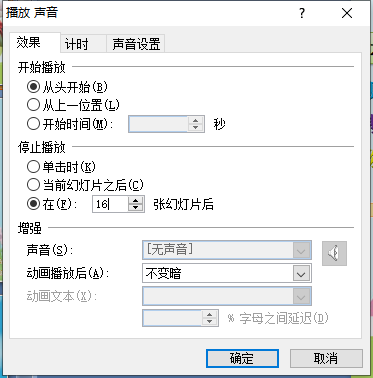 播放 声音
效果 计时 声音设置
开始播放
从头开始(B)
从上一位置(L)
开始时间(M): 秒
停止播放
单击时(K)
当前幻灯片之后(C)
在(F): 16 张幻灯片后
增强
声音(S): [无声音]
动画播放后(A): 不变暗
动画文本(X):
% 字母之间延迟(D)
确定 取消